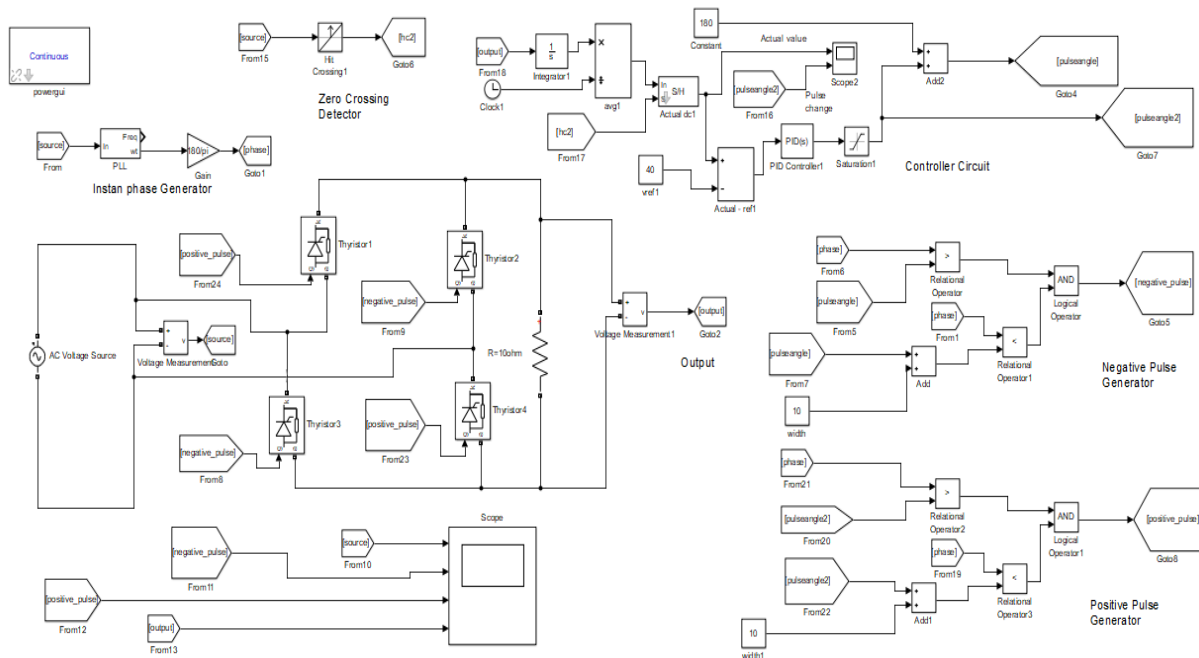 Continuous
powergui
[source]
From15
Hit
Crossing1
[hc2]
Goto6
Zero Crossing
Detector
[source]
From
In
Freq
wt
PLL
180/pi
Gain
[phase]
Goto1
Instan phase Generator
[output]
From18
1
s
Integrator1
Clock1
avg1
[hc2]
From17
In
S/H
Actual dc1
180
Constant
Actual value
Scope2
[pulseangle2]
From16
Pulse
change
40
vref1
Actual - ref1
PID(s)
PID Controller1
Saturation1
Add2
[pulseangle]
Goto4
[pulseangle2]
Goto7
Controller Circuit
AC Voltage Source
Voltage Measurement
v
[source]
Goto
[positive_pulse]
From24
Thyristor1
g
a
k
[negative_pulse]
From9
Thyristor2
g
a
k
[negative_pulse]
From8
Thyristor3
g
a
k
[positive_pulse]
From23
Thyristor4
g
a
k
R=10ohm
Voltage Measurement1
v
[output]
Goto2
Output
[phase]
From6
[pulseangle]
From5
>
Relational
Operator
[phase]
From1
<
Relational
Operator1
[pulseangle]
From7
10
width
Add
AND
Logical
Operator
[negative_pulse]
Goto5
Negative Pulse
Generator
[phase]
From21
[pulseangle2]
From20
>
Relational
Operator2
[phase]
From19
<
Relational
Operator3
[pulseangle2]
From22
10
width1
Add1
AND
Logical
Operator1
[positive_pulse]
Goto8
Positive Pulse
Generator
Scope
[source]
From10
[negative_pulse]
From11
[positive_pulse]
From12
[output]
From13